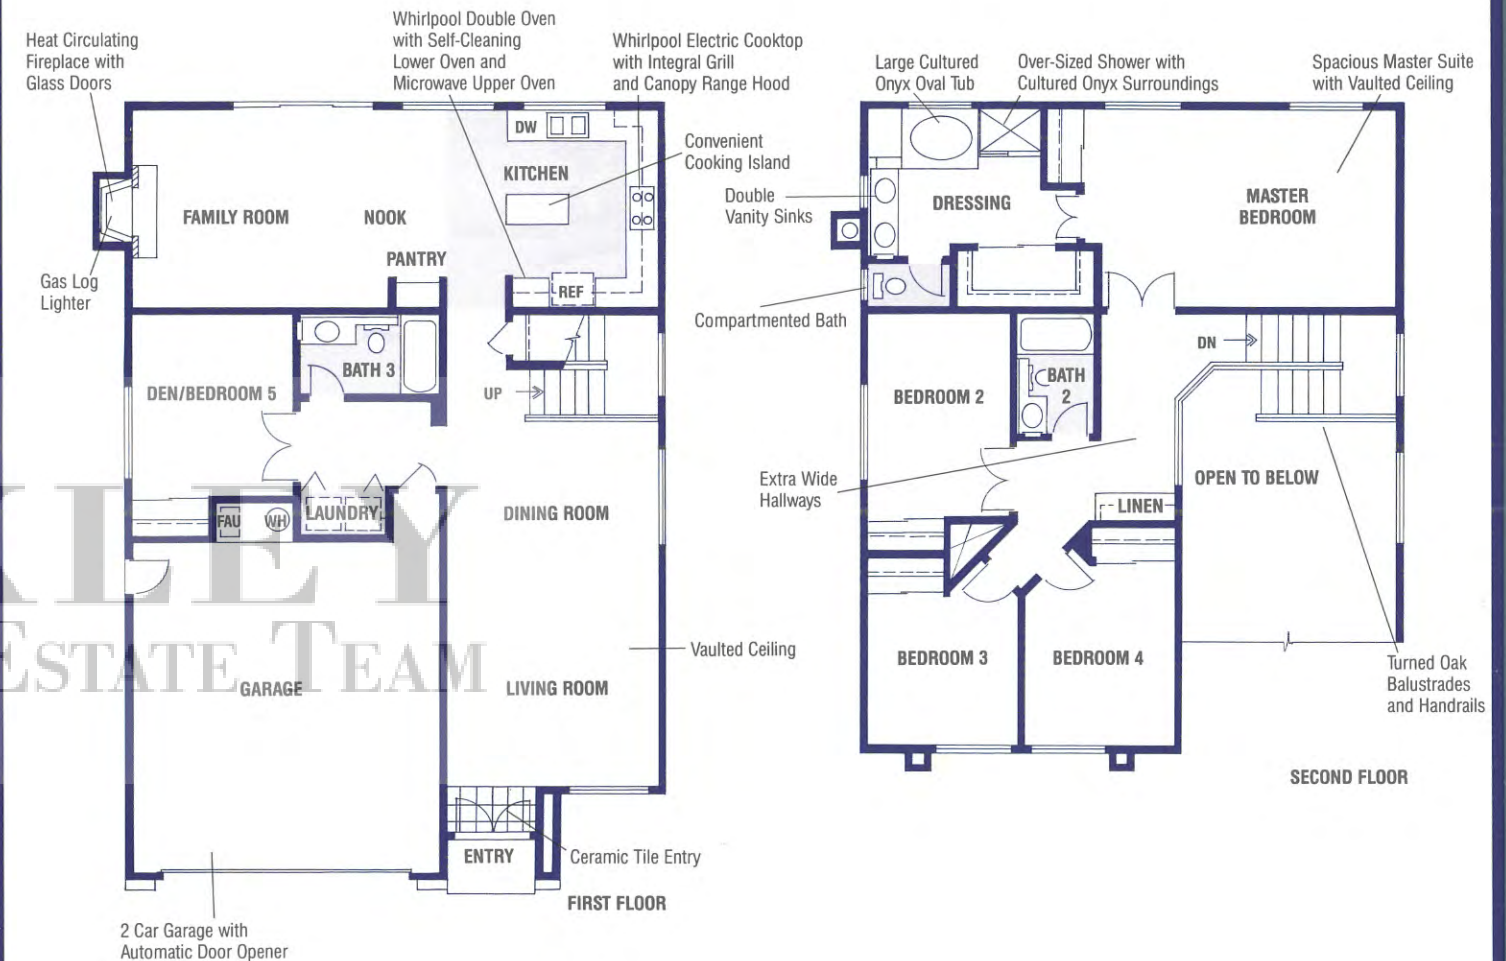 Heat Circulating
Fireplace with
Glass Doors
Whirlpool Double Oven
with Self-Cleaning
Lower Oven and
Microwave Upper Oven
Whirlpool Electric Cooktop
with Integral Grill
and Canopy Range Hood
Convenient
Cooking Island
DW
KITCHEN
FAMILY ROOM
NOOK
PANTRY
REF
Gas Log
Lighter
BATH 3
DEN/BEDROOM 5
UP
FAU
WH
LAUNDRY
DINING ROOM
Vaulted Ceiling
GARAGE
LIVING ROOM
ENTRY
Ceramic Tile Entry
FIRST FLOOR
2 Car Garage with
Automatic Door Opener
Large Cultured
Onyx Oval Tub
Over-Sized Shower with
Cultured Onyx Surroundings
Spacious Master Suite
with Vaulted Ceiling
Double
Vanity Sinks
DRESSING
MASTER
BEDROOM
Compartmented Bath
DN
BEDROOM 2
BATH
2
Extra Wide
Hallways
OPEN TO BELOW
LINEN
BEDROOM 3
BEDROOM 4
Turned Oak
Balustrades
and Handrails
SECOND FLOOR
KLEY
ESTATE TEAM